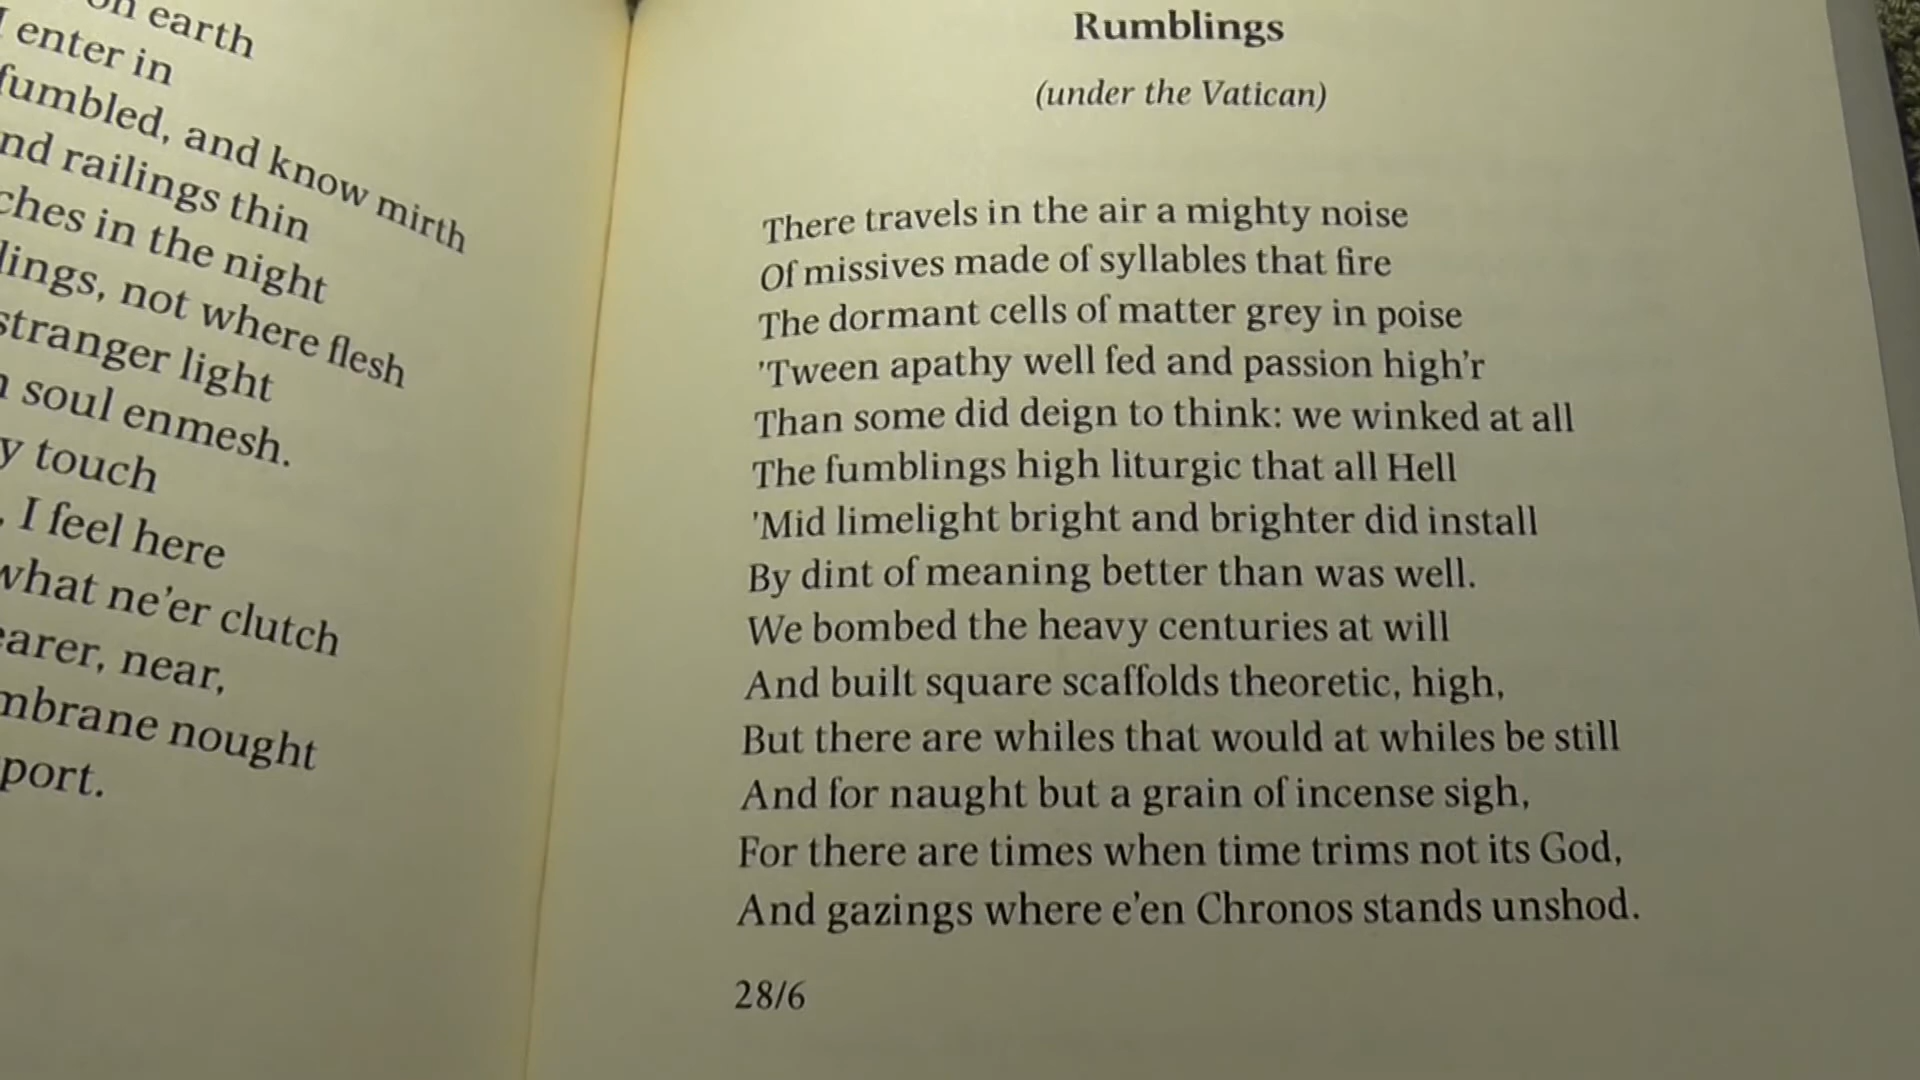 on earth
I enter in
fumbled, and know mirth
nd railings thin
ches in the night
lings, not where flesh
stranger light
soul enmesh.
y touch
, I feel here
what ne'er clutch
earer, near,
mbrane nought
port.
Rumblings
(under the Vatican)
There travels in the air a mighty noise
Of missives made of syllables that fire
The dormant cells of matter grey in poise
'Tween apathy well fed and passion high'r
Than some did deign to think: we winked at all
The fumblings high liturgic that all Hell
'Mid limelight bright and brighter did install
By dint of meaning better than was well.
We bombed the heavy centuries at will
And built square scaffolds theoretic, high,
But there are whiles that would at whiles be still
And for naught but a grain of incense sigh,
For there are times when time trims not its God,
And gazings where e'en Chronos stands unshod.
28/6